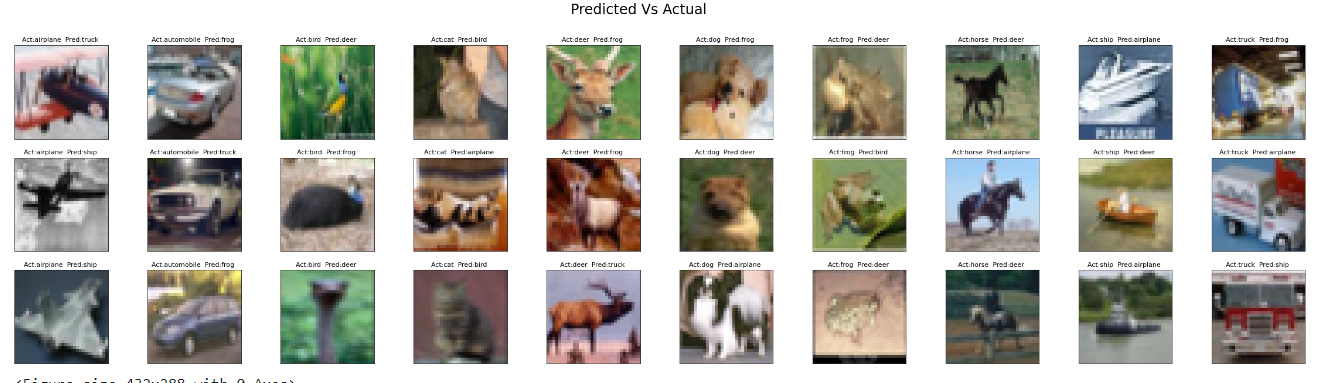 Predicted Vs Actual
Act:airplane Pred:truck
Act:automobile Pred:frog
Act:bird Pred:deer
Act:cat Pred:bird
Act:deer Pred:frog
Act:dog Pred:frog
Act:frog Pred:deer
Act:horse Pred:deer
Act:ship Pred:airplane
Act:truck Pred:frog
PLEASURE
Act:airplane Pred:ship
Act:automobile Pred:truck
Act:bird Pred:frog
Act:cat Pred:airplane
Act:deer Pred:frog
Act:dog Pred:deer
Act:frog Pred:bird
Act:horse Pred:airplane
Act:ship Pred:deer
Act:truck Pred:airplane
Act:airplane Pred:ship
Act:automobile Pred:frog
Act:bird Pred:deer
Act:cat Pred:bird
Act:deer Pred:truck
Act:dog Pred:airplane
Act:frog Pred:deer
Act:horse Pred:deer
Act:ship Pred:airplane
Act:truck Pred:ship
<Figure size 432x288 with 0 Axes>